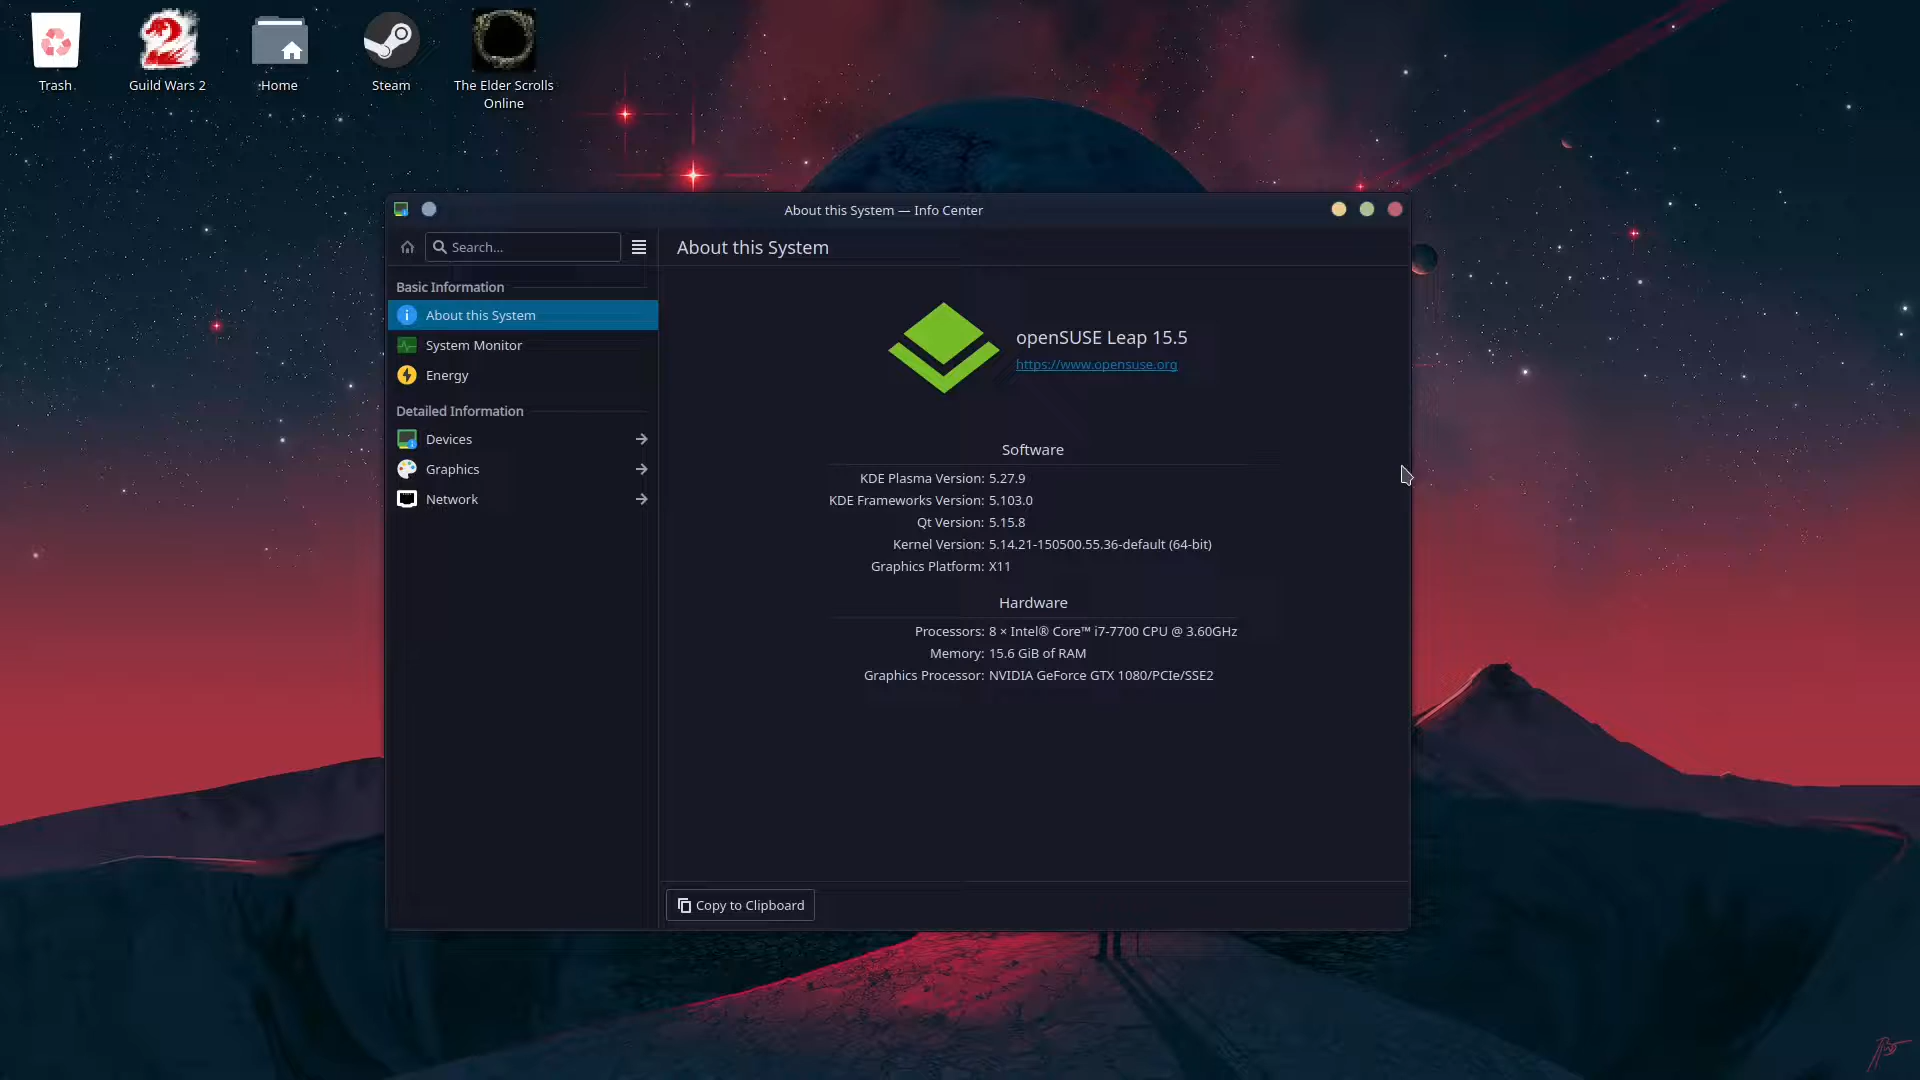 Trash
Guild Wars 2
Home
Steam
The Elder Scrolls
Online
About this System — Info Center
Search...
About this System
Basic Information
About this System
System Monitor
Energy
Detailed Information
Devices
Graphics
Network
openSUSE Leap 15.5
https://www.opensuse.org
Software
KDE Plasma Version: 5.27.9
KDE Frameworks Version: 5.103.0
Qt Version: 5.15.8
Kernel Version: 5.14.21-150500.55.36-default (64-bit)
Graphics Platform: X11
Hardware
Processors: 8 × Intel® Core™ i7-7700 CPU @ 3.60GHz
Memory: 15.6 GiB of RAM
Graphics Processor: NVIDIA GeForce GTX 1080/PCIe/SSE2
Copy to Clipboard